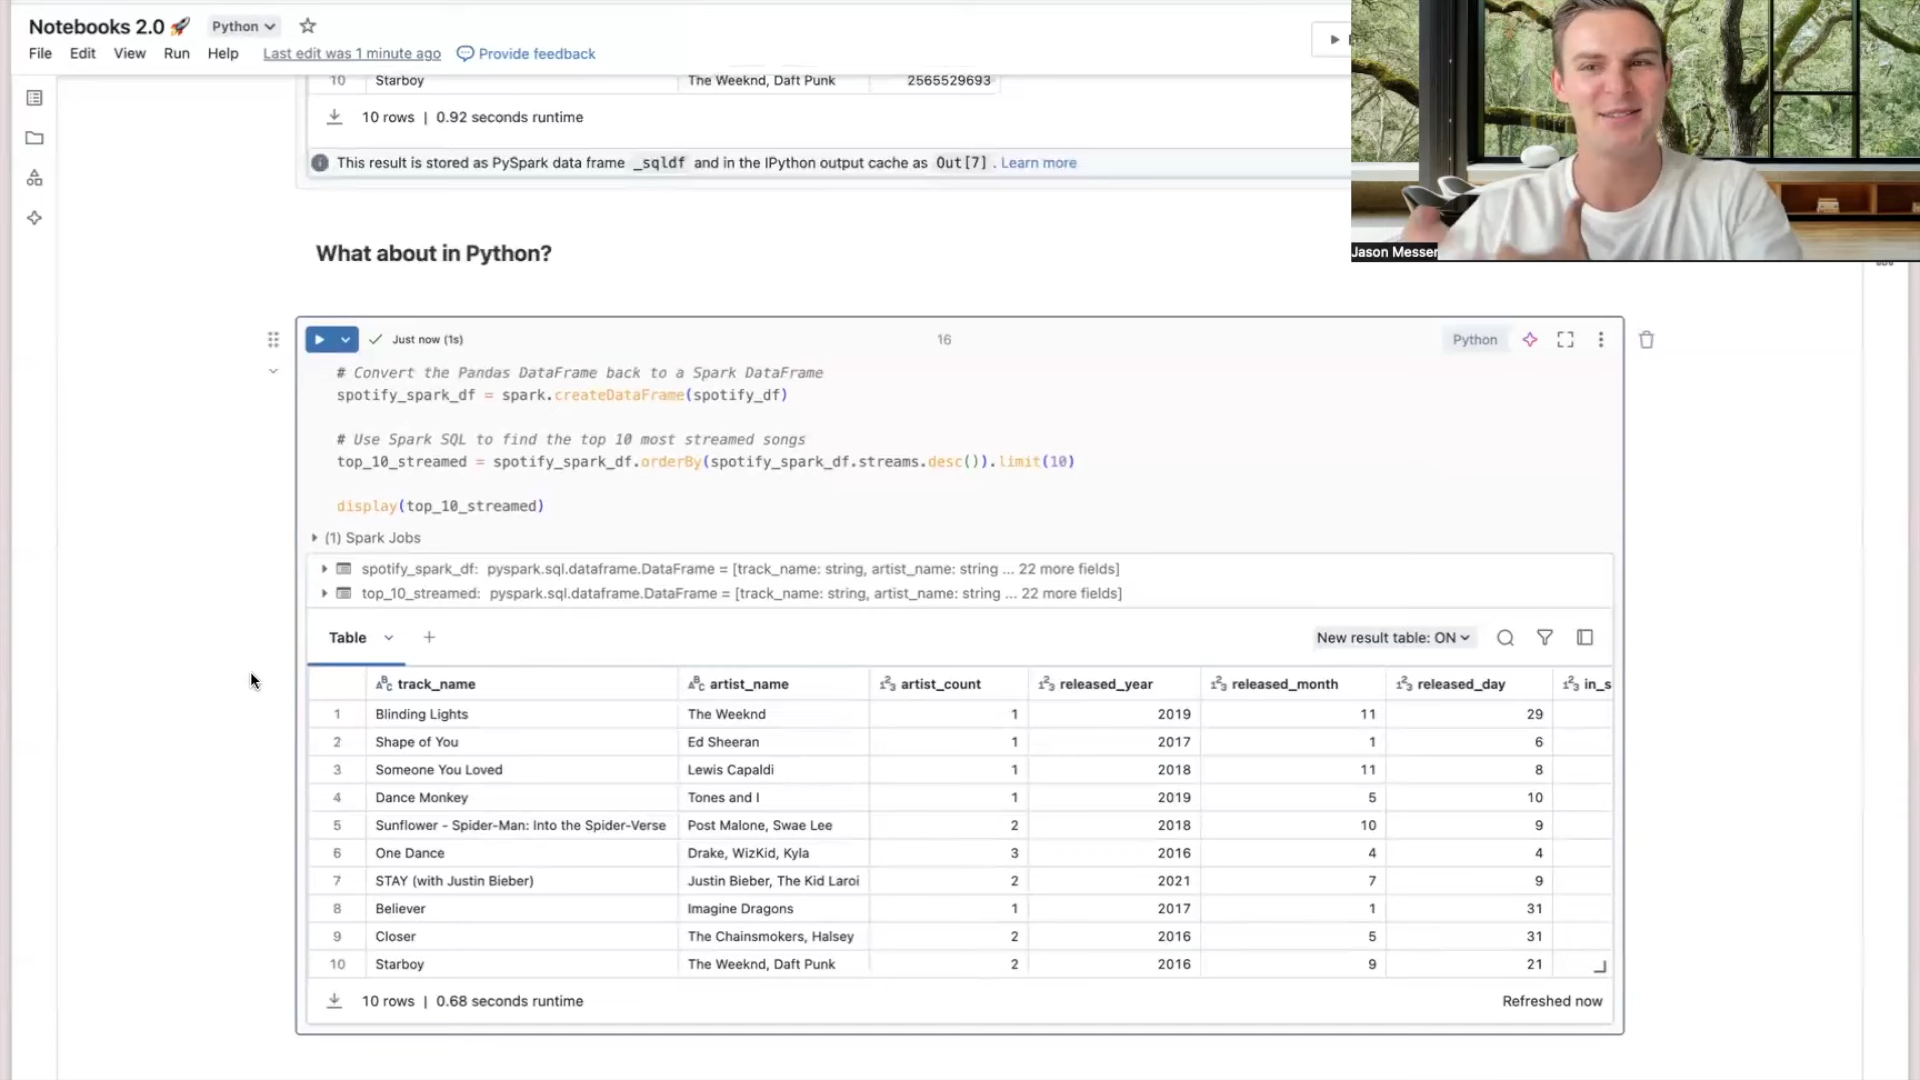 Notebooks 2.0 🚀 Python
File Edit View Run Help Last edit was 1 minute ago Provide feedback
10 Starboy The Weeknd, Daft Punk 2565529693
10 rows | 0.92 seconds runtime
This result is stored as PySpark data frame _sqldf and in the IPython output cache as Out[7] . Learn more
Jason Messer
What about in Python?
Just now (1s) 16 Python
# Convert the Pandas DataFrame back to a Spark DataFrame
spotify_spark_df = spark.createDataFrame(spotify_df)
# Use Spark SQL to find the top 10 most streamed songs
top_10_streamed = spotify_spark_df.orderBy(spotify_spark_df.streams.desc()).limit(10)
display(top_10_streamed)
(1) Spark Jobs
spotify_spark_df: pyspark.sql.dataframe.DataFrame = [track_name: string, artist_name: string ... 22 more fields]
top_10_streamed: pyspark.sql.dataframe.DataFrame = [track_name: string, artist_name: string ... 22 more fields]
Table + New result table: ON
track_name artist_name artist_count released_year released_month released_day in_s
1 Blinding Lights The Weeknd 1 2019 11 29
2 Shape of You Ed Sheeran 1 2017 1 6
3 Someone You Loved Lewis Capaldi 1 2018 11 8
4 Dance Monkey Tones and I 1 2019 5 10
5 Sunflower - Spider-Man: Into the Spider-Verse Post Malone, Swae Lee 2 2018 10 9
6 One Dance Drake, WizKid, Kyla 3 2016 4 4
7 STAY (with Justin Bieber) Justin Bieber, The Kid Laroi 2 2021 7 9
8 Believer Imagine Dragons 1 2017 1 31
9 Closer The Chainsmokers, Halsey 2 2016 5 31
10 Starboy The Weeknd, Daft Punk 2 2016 9 21
10 rows | 0.68 seconds runtime Refreshed now